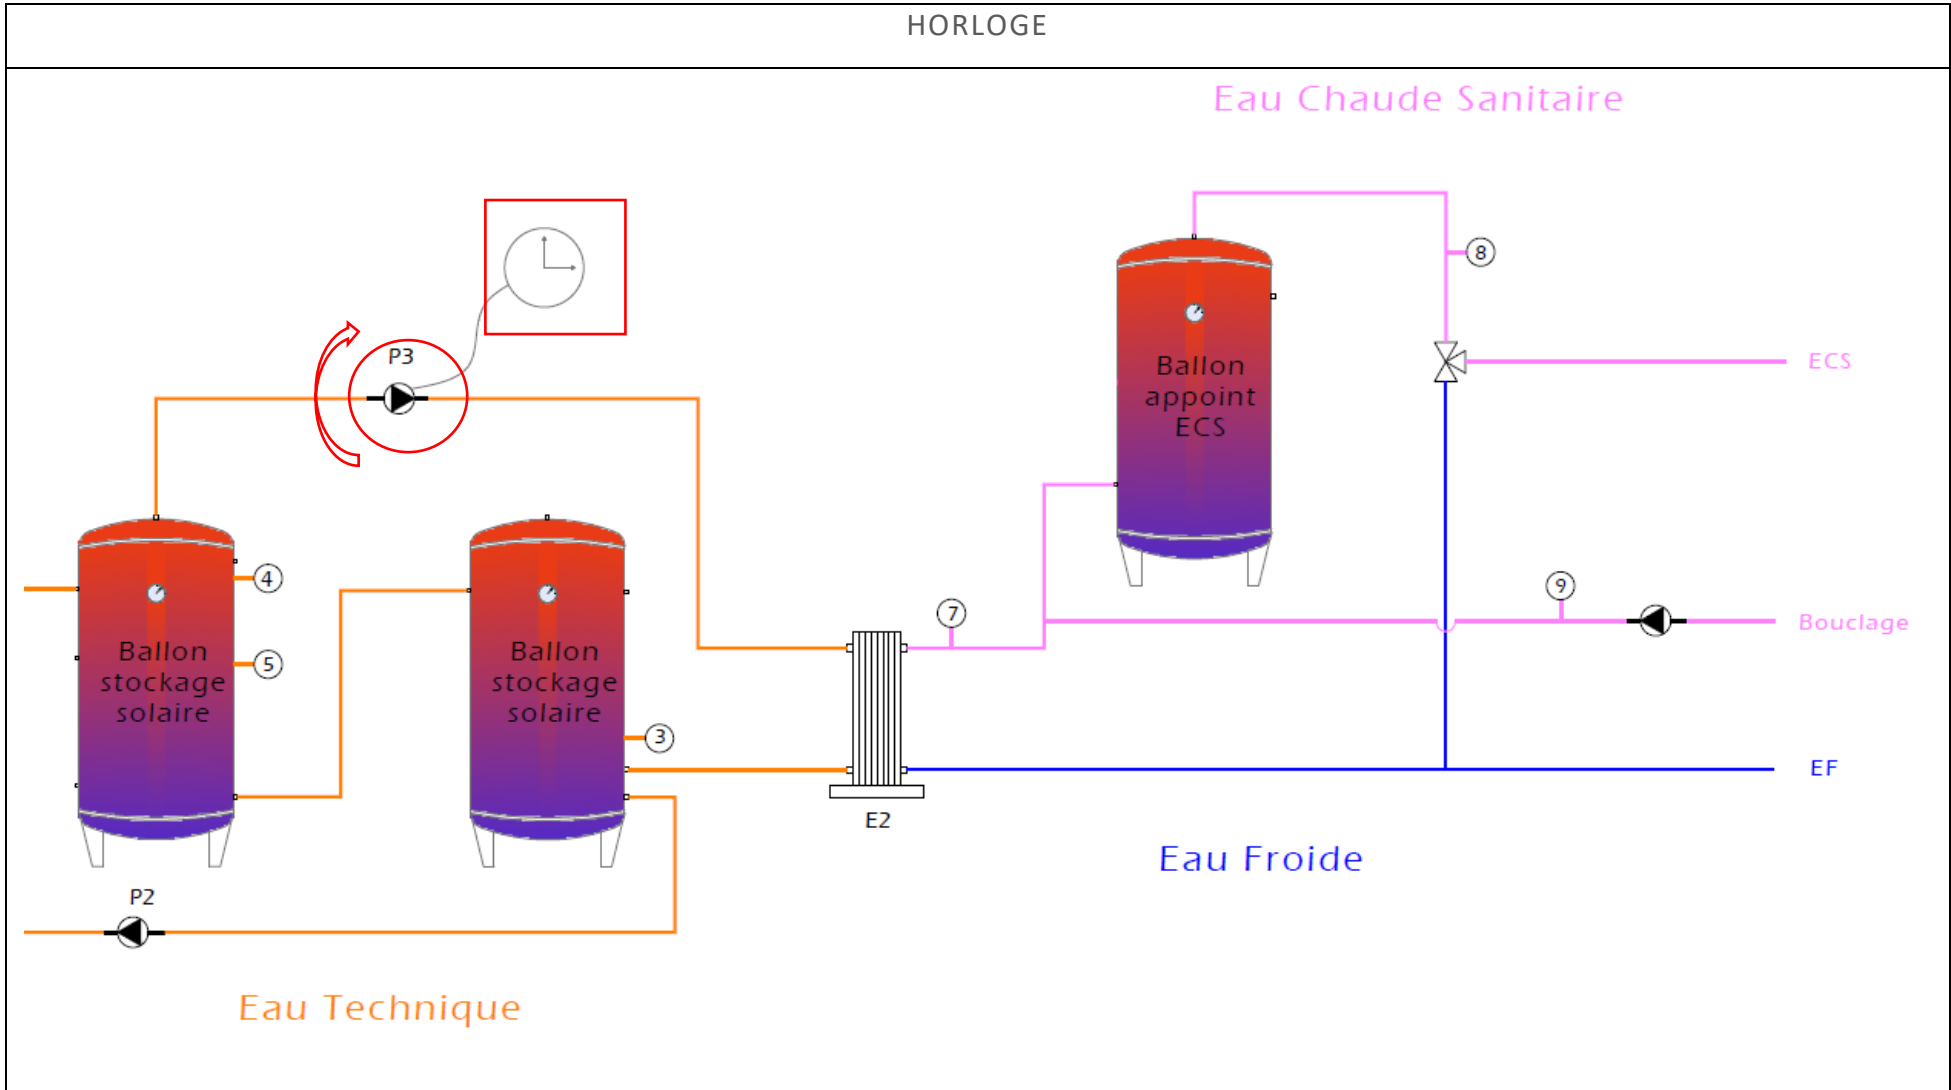 HORLOGE
Eau Chaude Sanitaire
8
P3
ECS
Ballon
appoint
ECS
4
9
7
Bouclage
Ballon
stockage
solaire
5
Ballon
stockage
solaire
3
EF
E2
Eau Froide
P2
Eau Technique